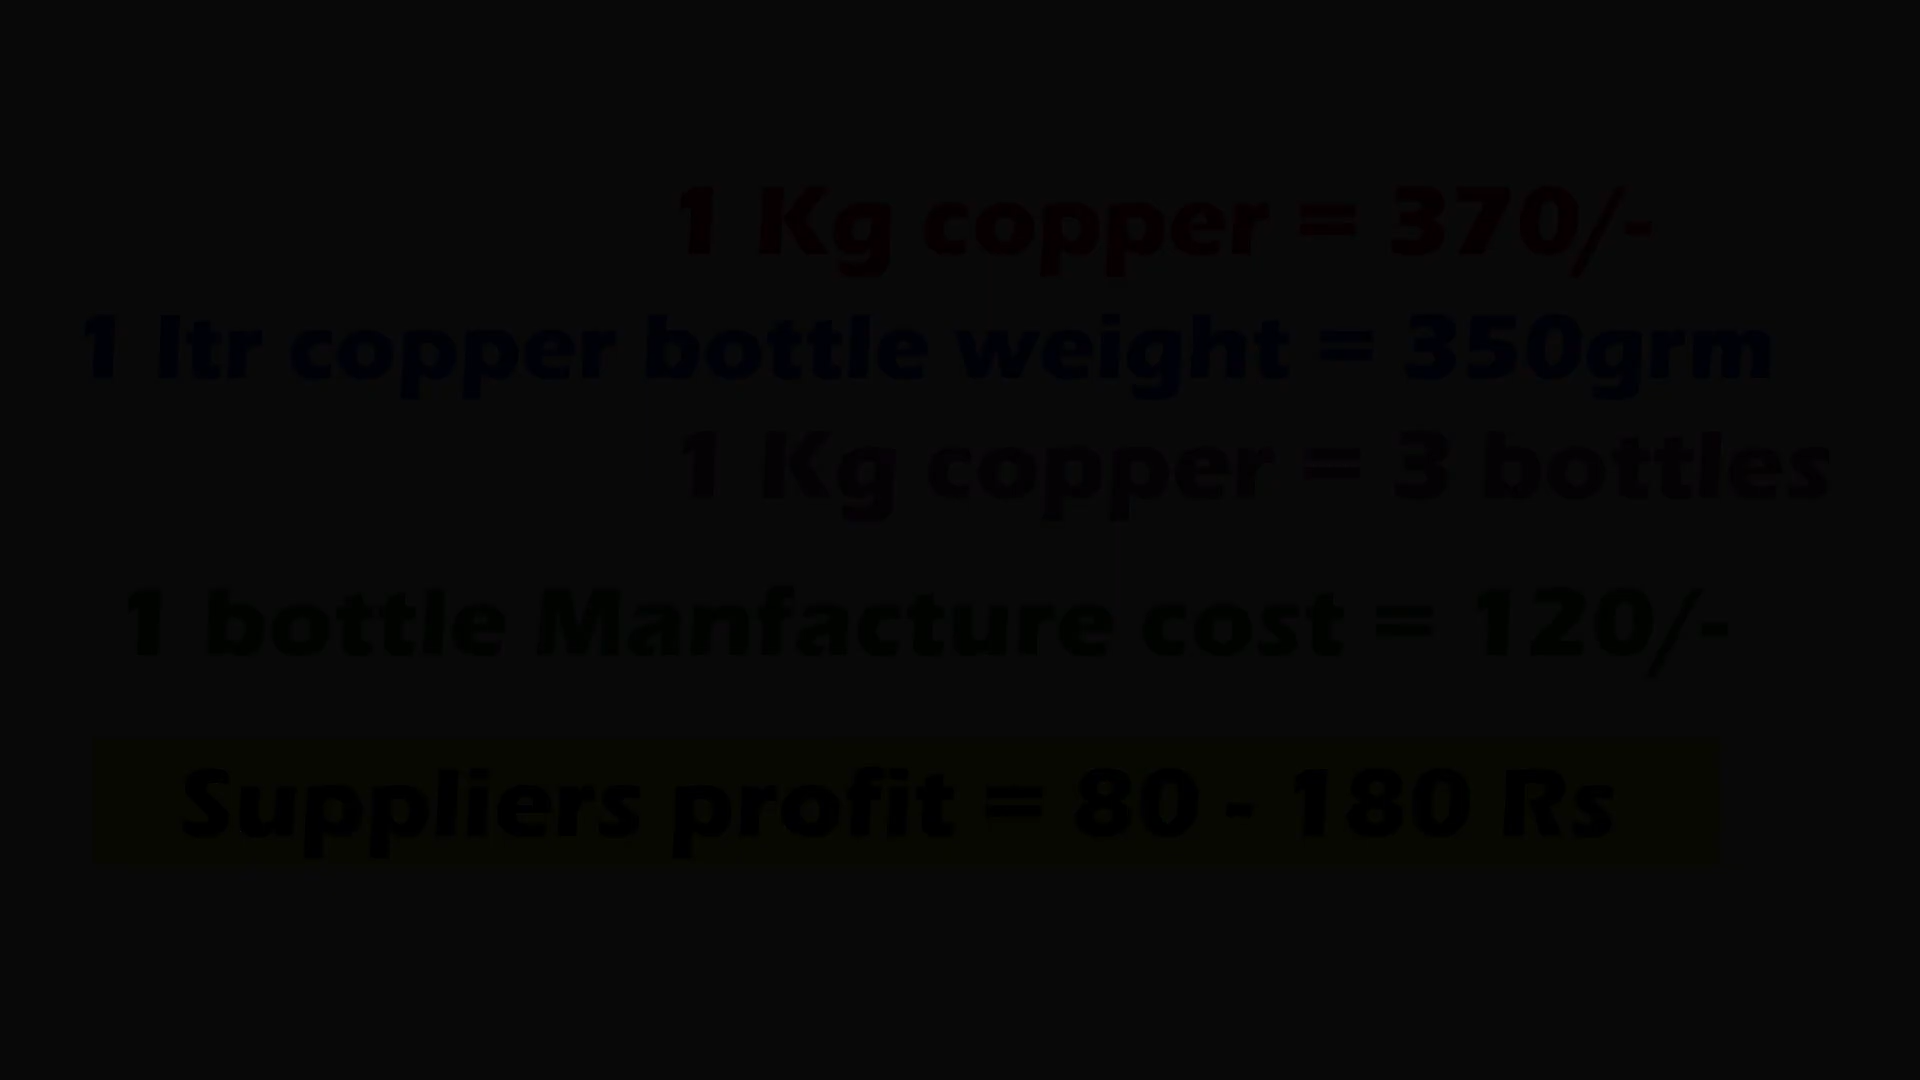 1 Kg copper = 370/-
1 ltr copper bottle weight = 350grm
1 Kg copper = 3 bottles
1 bottle Manfacture cost = 120/-
Suppliers profit = 80 - 180 Rs